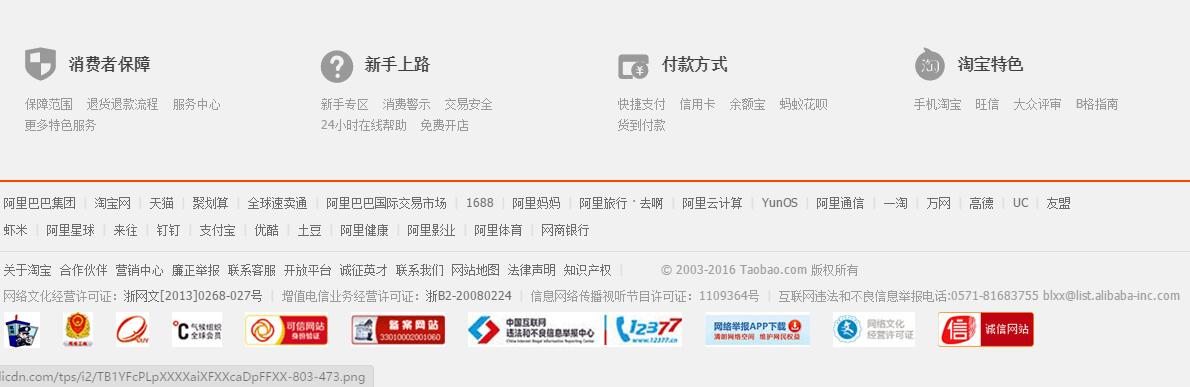 消费者保障
新手上路
付款方式
淘宝特色
保障范围 退货退款流程 服务中心
更多特色服务
新手专区 消费警示 交易安全
24小时在线帮助 免费开店
快捷支付 信用卡 余额宝 蚂蚁花呗
货到付款
手机淘宝 旺信 大众评审 B格指南
阿里巴巴集团 | 淘宝网 | 天猫 | 聚划算 | 全球速卖通 | 阿里巴巴国际交易市场 | 1688 | 阿里妈妈 | 阿里旅行·去啊 | 阿里云计算 | YunOS | 阿里通信 | 一淘 | 万网 | 高德 | UC | 友盟
虾米 | 阿里星球 | 来往 | 钉钉 | 支付宝 | 优酷 | 土豆 | 阿里健康 | 阿里影业 | 阿里体育 | 网商银行
关于淘宝 合作伙伴 营销中心 廉正举报 联系客服 开放平台 诚征英才 联系我们 网站地图 法律声明 知识产权 | © 2003-2016 Taobao.com 版权所有
网络文化经营许可证：浙网文[2013]0268-027号 | 增值电信业务经营许可证：浙B2-20080224 | 信息网络传播视听节目许可证：1109364号 | 互联网违法和不良信息举报电话:0571-81683755 blxx@list.alibaba-inc.com
°C 气候组织
全球会员
可信网站
身份验证
备案网站
33010002001060
中国互联网
违法和不良信息举报中心
China Internet Illegal Information Reporting Center
12377
www.12377.cn
网络举报APP下载
清朗网络空间 维护网民权益
网络文化
经营许可证
信 诚信网站
licdn.com/tps/i2/TB1YFcPLpXXXXaiXFXXcaDpFFXX-803-473.png